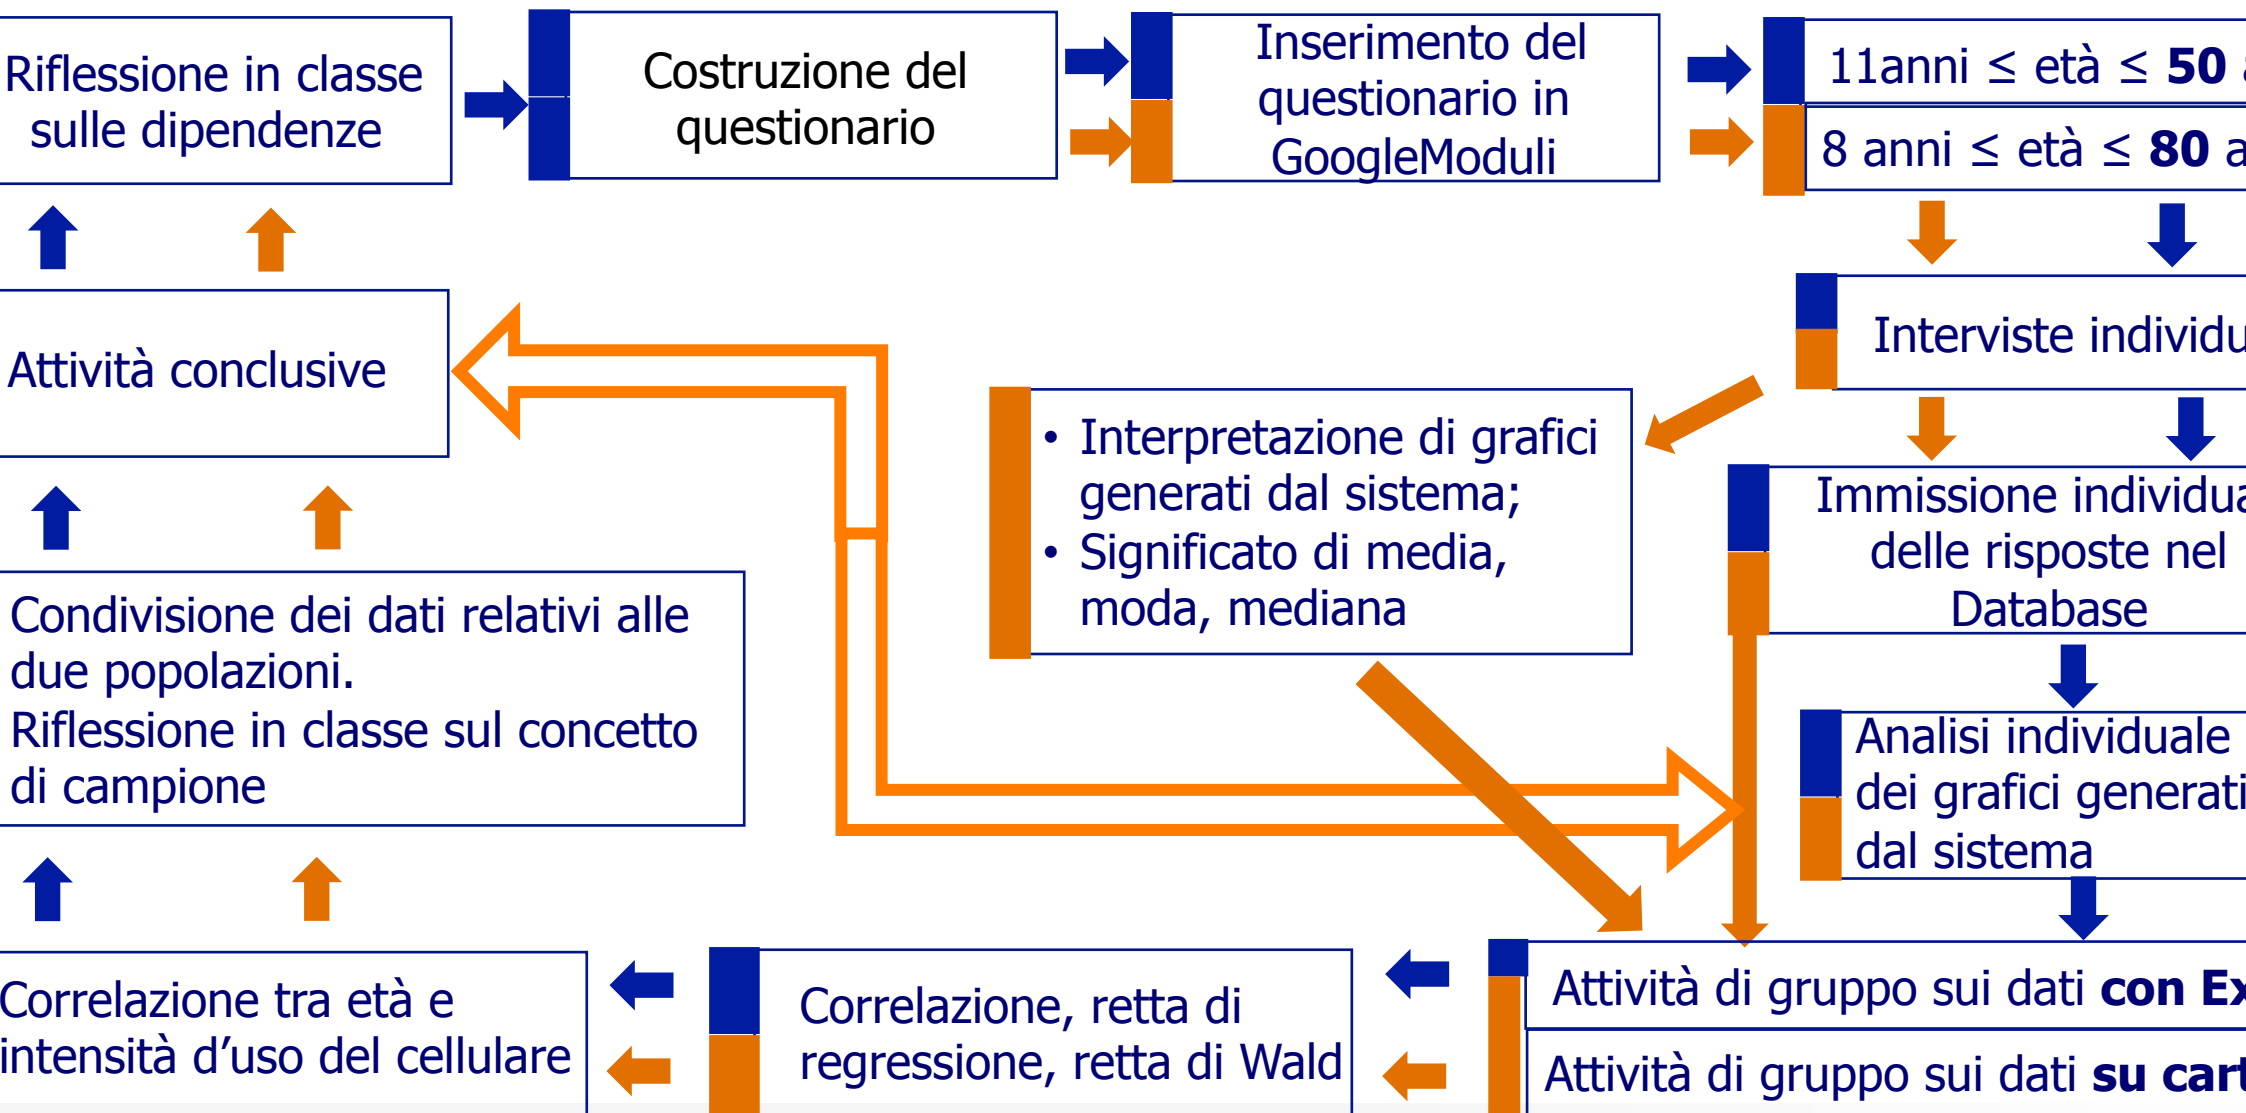 Riflessione in classe
sulle dipendenze
Costruzione del
questionario
Inserimento del
questionario in
GoogleModuli
11anni ≤ età ≤ 50
8 anni ≤ età ≤ 80
Interviste
Attività conclusive
• Interpretazione di grafici
generati dal sistema;
• Significato di media,
moda, mediana
Immissione
delle risposte nel
Database
Condivisione dei dati relativi alle
due popolazioni.
Riflessione in classe sul concetto
di campione
Analisi individuale
dei grafici generati
dal sistema
Attività di gruppo sui dati con
Attività di gruppo sui dati su
Correlazione, retta di
regressione, retta di Wald
Correlazione tra età e
intensità d’uso del cellulare